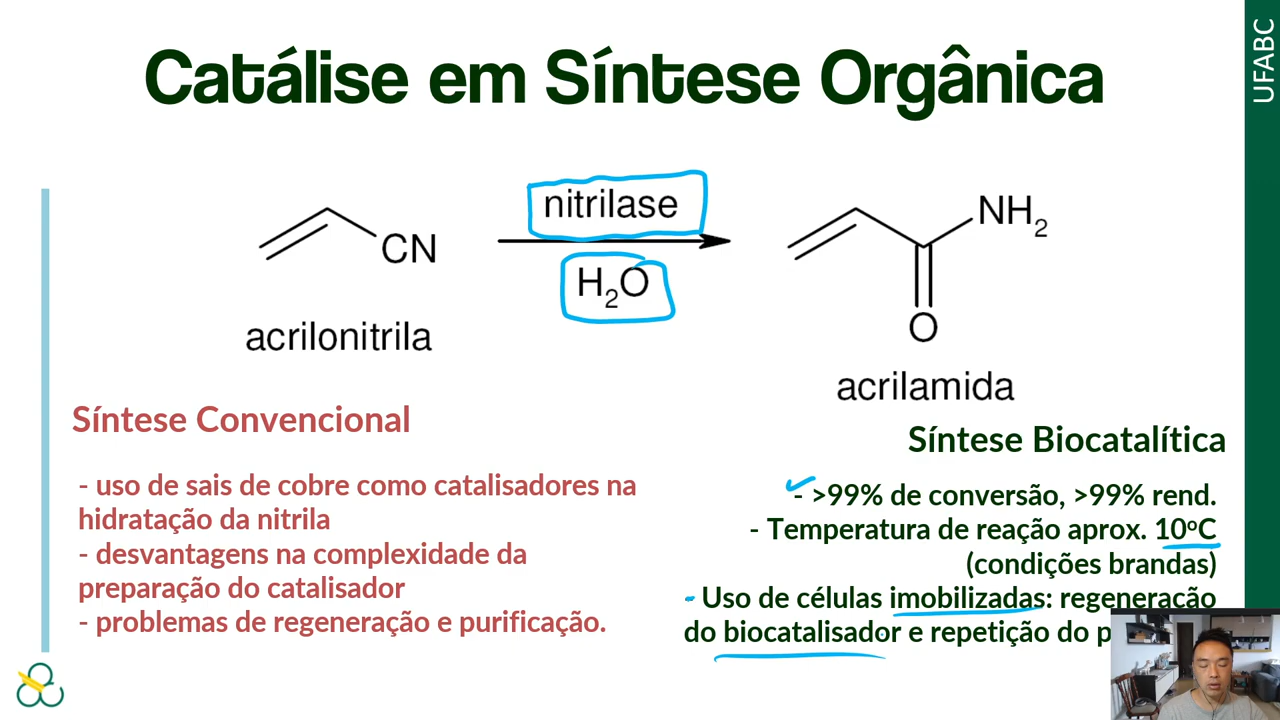 Catálise em Síntese Orgânica
UFABC
nitrilase
CN
H₂O
NH₂
O
acrilonitrila
acrilamida
Síntese Convencional
- uso de sais de cobre como catalisadores na
hidratação da nitrila
- desvantagens na complexidade da
preparação do catalisador
- problemas de regeneração e purificação.
Síntese Biocatalítica
- >99% de conversão, >99% rend.
- Temperatura de reação aprox. 10ºC
(condições brandas)
- Uso de células imobilizadas: regeneração
do biocatalisador e repetição do